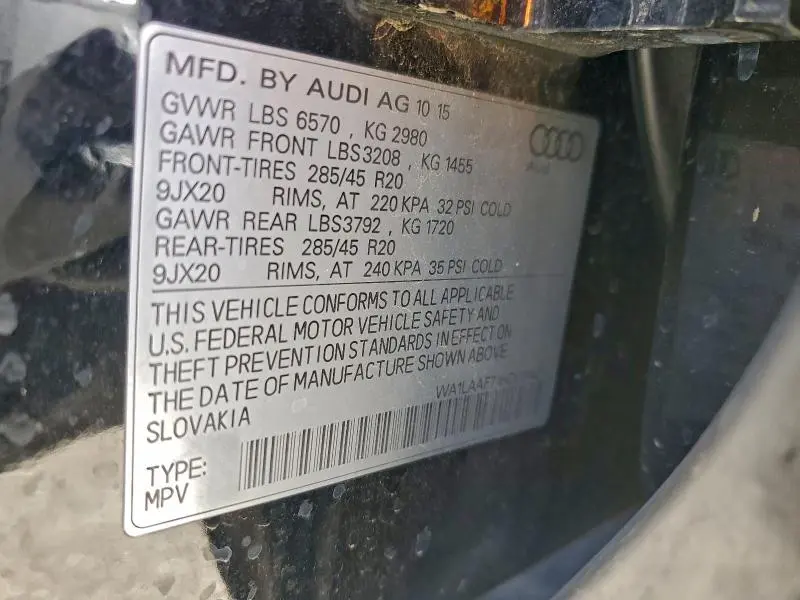 MFD. BY AUDI AG 10 15
GVWR LBS 6570 , KG 2980
GAWR FRONT LBS3208 , KG 1455
FRONT-TIRES 285/45 R20
9JX20 RIMS, AT 220 KPA 32 PSI COLD
GAWR REAR LBS3792 , KG 1720
REAR-TIRES 285/45 R20
9JX20 RIMS, AT 240 KPA 35 PSI COLD
Audi
THIS VEHICLE CONFORMS TO ALL APPLICABLE
U.S. FEDERAL MOTOR VEHICLE SAFETY AND
THEFT PREVENTION STANDARDS IN EFFECT ON
THE DATE OF MANUFACTURE SHOWN ABOVE
SLOVAKIA
TYPE:
MPV